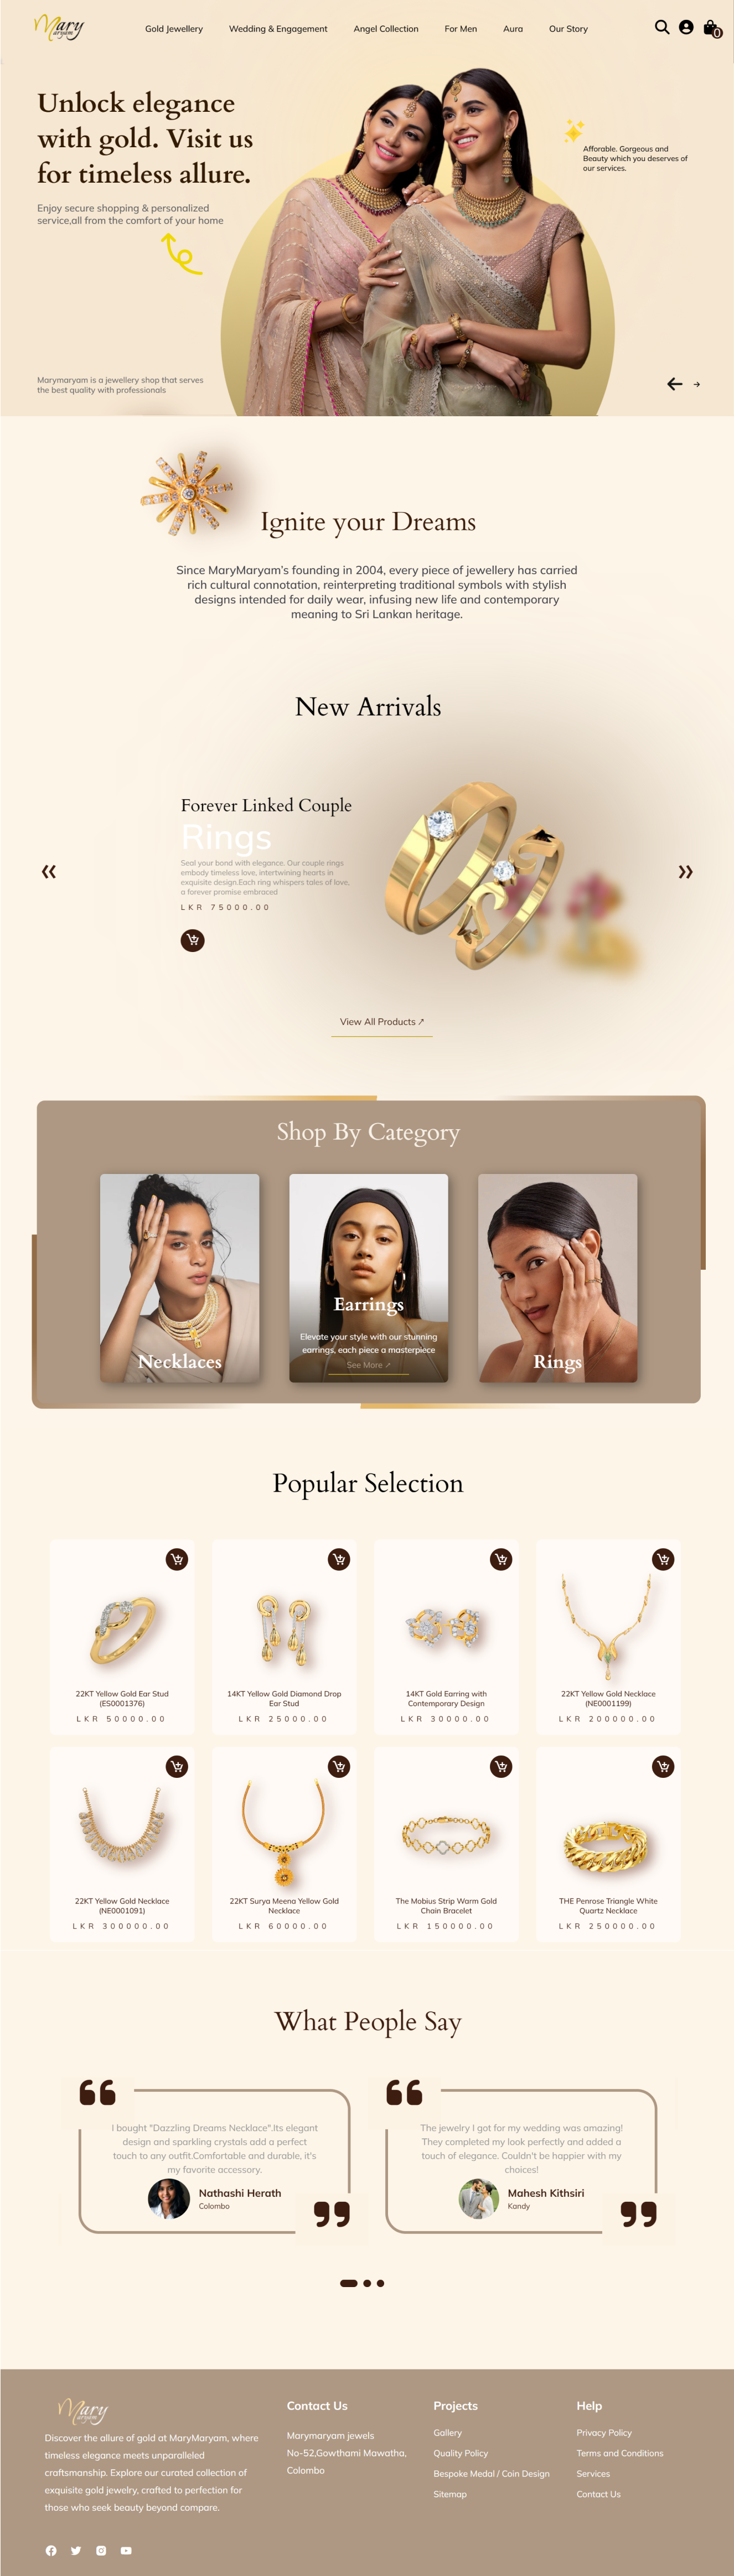 Mary
aryam
Gold Jewellery
Wedding & Engagement
Angel Collection
For Men
Aura
Our Story
0
Unlock elegance
with gold. Visit us
for timeless allure.
Enjoy secure shopping & personalized
service,all from the comfort of your home
Afforable. Gorgeous and
Beauty which you deserves of
our services.
Marymaryam is a jewellery shop that serves
the best quality with professionals
Ignite your Dreams
Since MaryMaryam's founding in 2004, every piece of jewellery has carried
rich cultural connotation, reinterpreting traditional symbols with stylish
designs intended for daily wear, infusing new life and contemporary
meaning to Sri Lankan heritage.
New Arrivals
Forever Linked Couple
Rings
Seal your bond with elegance. Our couple rings
embody timeless love, intertwining hearts in
exquisite design.Each ring whispers tales of love,
a forever promise embraced
LKR 75000.00
View All Products
Shop By Category
Necklaces
Earrings
Elevate your style with our stunning
earrings, each piece a masterpiece
See More
Rings
Popular Selection
22KT Yellow Gold Ear Stud
(ES0001376)
LKR 50000.00
14KT Yellow Gold Diamond Drop
Ear Stud
LKR 25000.00
14KT Gold Earring with
Contemporary Design
LKR 30000.00
22KT Yellow Gold Necklace
(NE0001199)
LKR 200000.00
22KT Yellow Gold Necklace
(NE0001091)
LKR 300000.00
22KT Surya Meena Yellow Gold
Necklace
LKR 60000.00
The Mobius Strip Warm Gold
Chain Bracelet
LKR 150000.00
THE Penrose Triangle White
Quartz Necklace
LKR 250000.00
What People Say
I bought "Dazzling Dreams Necklace".Its elegant
design and sparkling crystals add a perfect
touch to any outfit.Comfortable and durable, it's
my favorite accessory.
Nathashi Herath
Colombo
The jewelry I got for my wedding was amazing!
They completed my look perfectly and added a
touch of elegance. Couldn't be happier with my
choices!
Mahesh Kithsiri
Kandy
Mary
aryam
Discover the allure of gold at MaryMaryam, where
timeless elegance meets unparalleled
craftsmanship. Explore our curated collection of
exquisite gold jewelry, crafted to perfection for
those who seek beauty beyond compare.
Contact Us
Marymaryam jewels
No-52,Gowthami Mawatha,
Colombo
Projects
Gallery
Quality Policy
Bespoke Medal / Coin Design
Sitemap
Help
Privacy Policy
Terms and Conditions
Services
Contact Us